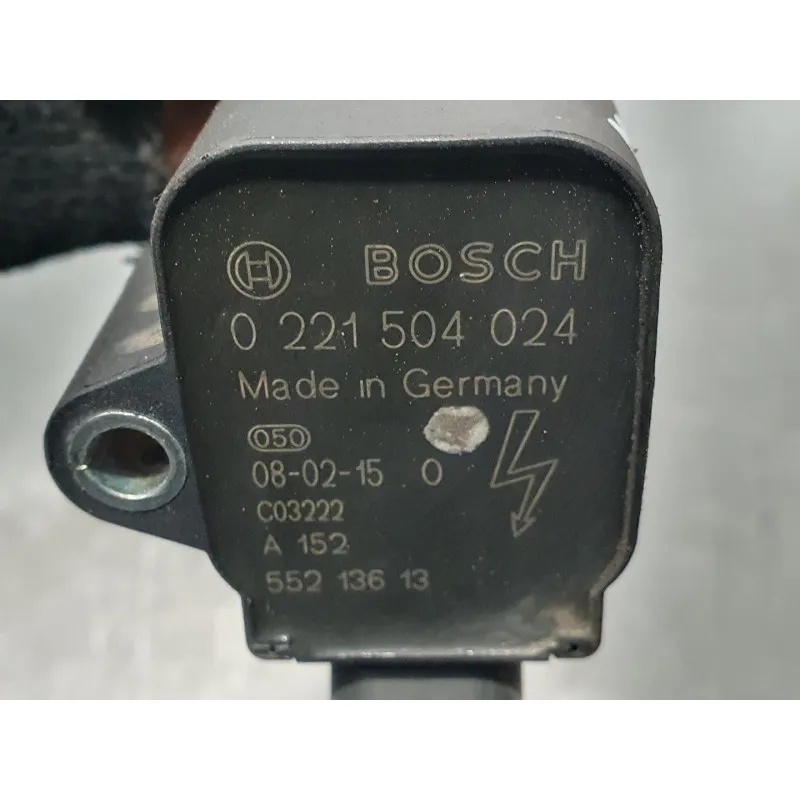 BOSCH
0 221 504 024
Made in Germany
050
08-02-15 0
C03222
A 152
552 136 13